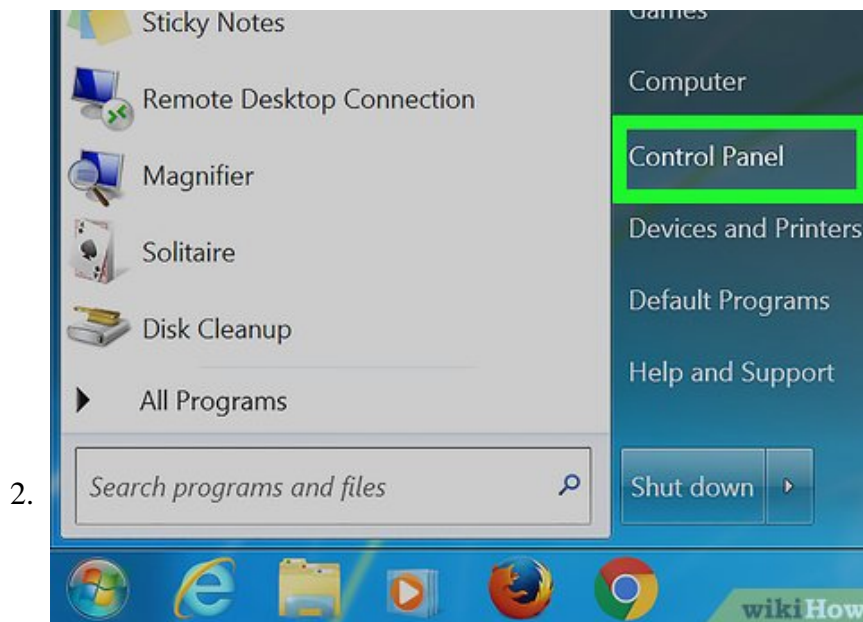 Sticky Notes
Remote Desktop Connection
Magnifier
Solitaire
Disk Cleanup
All Programs
2.
Search programs and files
Games
Computer
Control Panel
Devices and Printers
Default Programs
Help and Support
Shut down
wikiHow